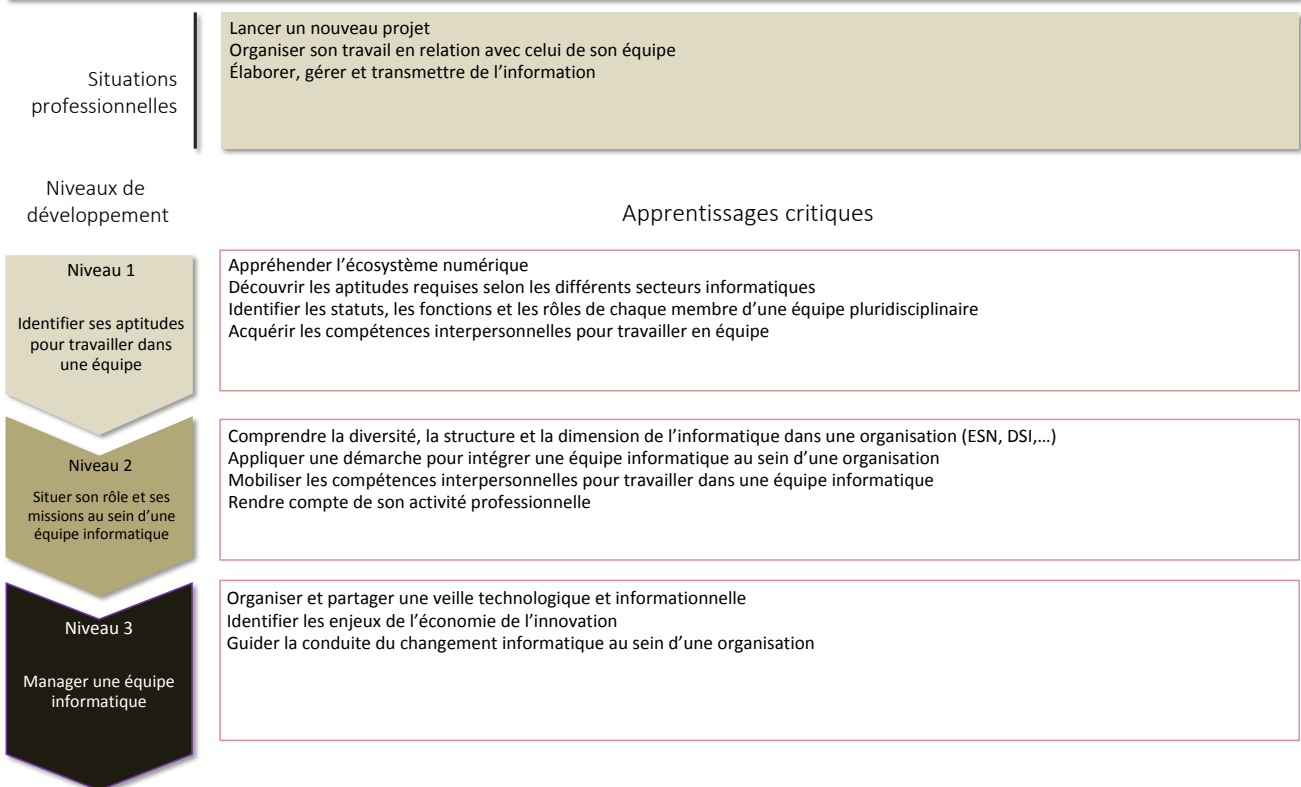 Situations
professionnelles
Lancer un nouveau projet
Organiser son travail en relation avec celui de son équipe
Élaborer, gérer et transmettre de l’information
Niveaux de
développement
Apprentissages critiques
Niveau 1
Identifier ses aptitudes
pour travailler dans
une équipe
Appréhender l’écosystème numérique
Découvrir les aptitudes requises selon les différents secteurs informatiques
Identifier les statuts, les fonctions et les rôles de chaque membre d’une équipe pluridisciplinaire
Acquérir les compétences interpersonnelles pour travailler en équipe
Niveau 2
Situer son rôle et ses
missions au sein d’une
équipe informatique
Comprendre la diversité, la structure et la dimension de l’informatique dans une organisation (ESN, DSI,…)
Appliquer une démarche pour intégrer une équipe informatique au sein d’une organisation
Mobiliser les compétences interpersonnelles pour travailler dans une équipe informatique
Rendre compte de son activité professionnelle
Niveau 3
Manager une équipe
informatique
Organiser et partager une veille technologique et informationnelle
Identifier les enjeux de l’économie de l’innovation
Guider la conduite du changement informatique au sein d’une organisation